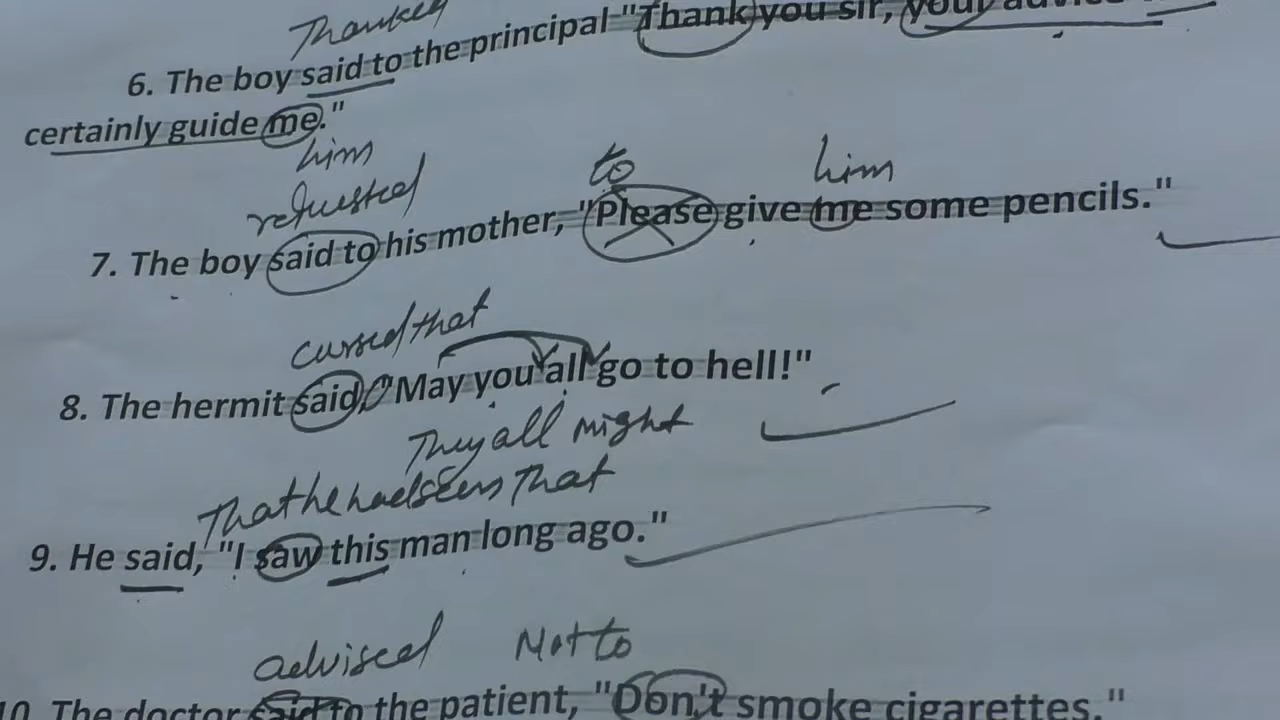 Thanked
6. The boy said to the principal "Thank you sir, your advice
certainly guide me."
him
requested to him
7. The boy said to his mother, "Please give me some pencils."
cursed that
8. The hermit said, "May you all go to hell!"
They all might
That he had seen that
9. He said, "I saw this man long ago."
advised Not to
10. The doctor said to the patient, "Don't smoke cigarettes."